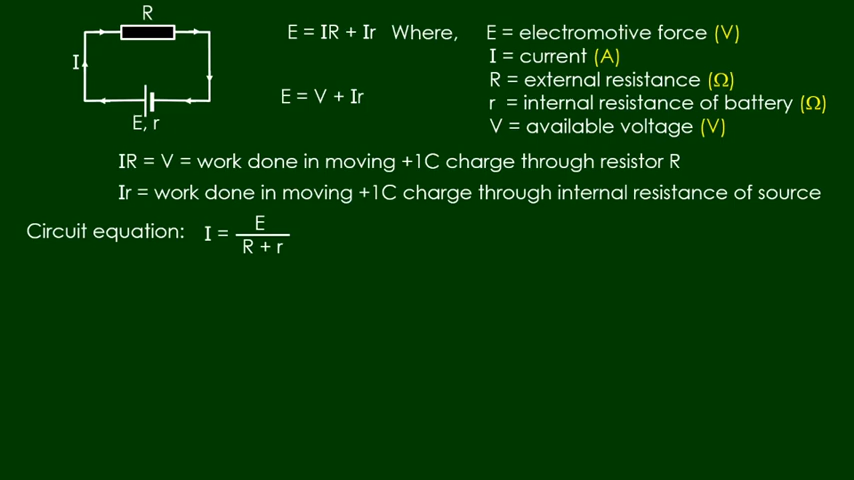 R
I
E, r
E = IR + Ir Where, E = electromotive force (V)
I = current (A)
R = external resistance (Ω)
E = V + Ir
r = internal resistance of battery (Ω)
V = available voltage (V)
IR = V = work done in moving +1C charge through resistor R
Ir = work done in moving +1C charge through internal resistance of source
Circuit equation: I = E
R + r